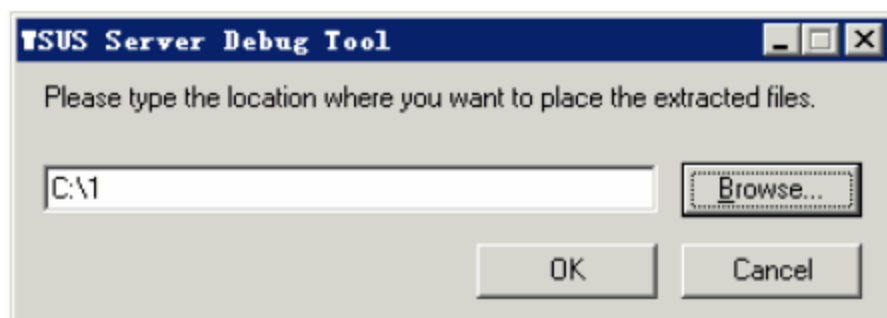 WSUS Server Debug Tool
Please type the location where you want to place the extracted files.
C:\1
Browse...
OK
Cancel